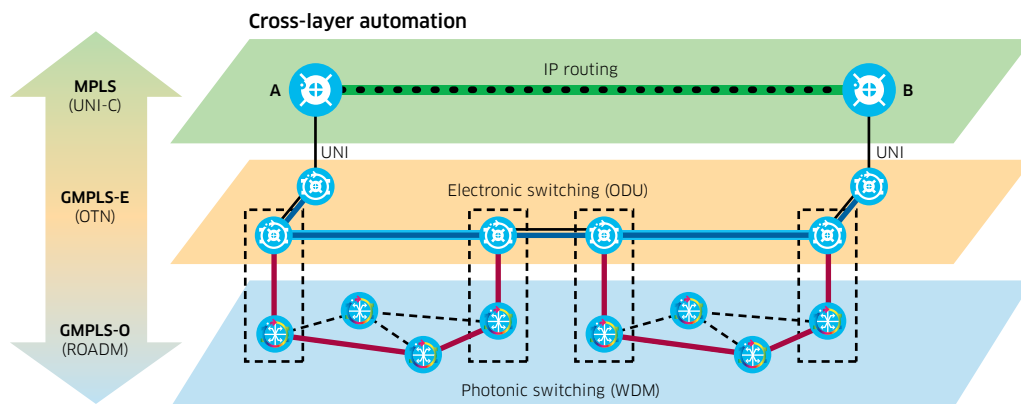 Cross-layer automation
MPLS
(UNI-C)
IP routing
A
B
UNI
UNI
GMPLS-E
(OTN)
Electronic switching (ODU)
GMPLS-O
(ROADM)
Photonic switching (WDM)